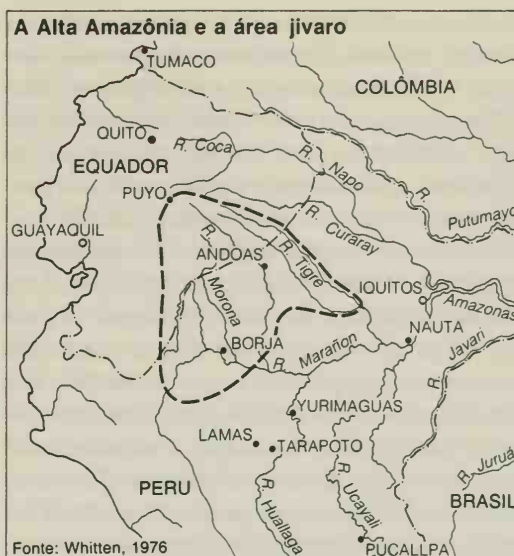 A Alta Amazônia e a área jivaro
TUMACO
COLÔMBIA
QUITO
R. Coca
EQUADOR
R. Napo
R. Putumayo
PUYO
GUAYAQUIL
R. Curaray
R. Tigre
ANDOAS
R. Morona
IQUITOS
Amazonas
NAUTA
BORJA
R. Marañon
R. Javari
YURIMAGUAS
LAMAS
TARAPOTO
R. Juruá
PERU
R. Huallaga
R. Ucayali
BRASIL
Fonte: Whitten, 1976
PUCALLPA